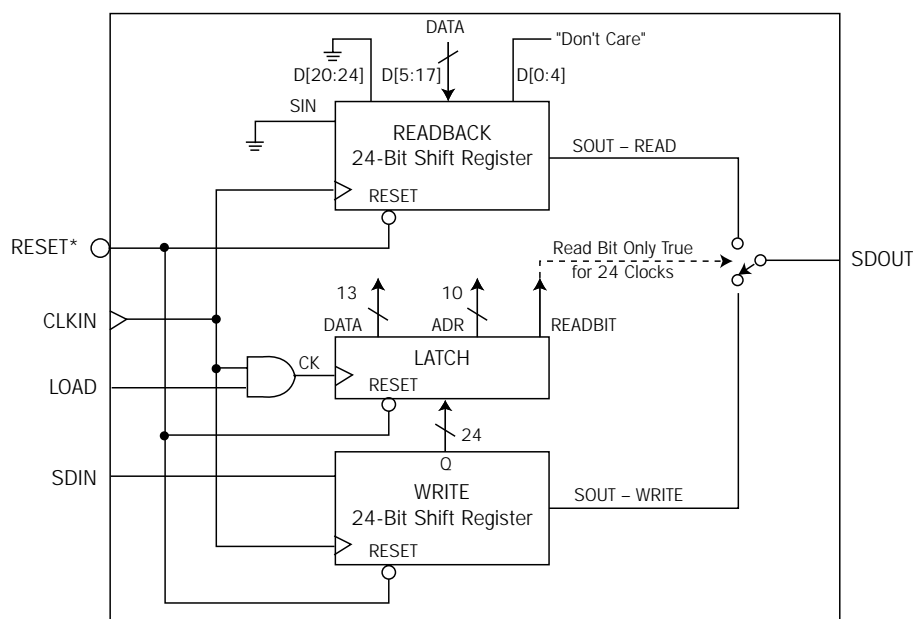 DATA
"Don't Care"
D[20:24]
D[5:17]
D[0:4]
SIN
READBACK
24-Bit Shift Register
SOUT – READ
RESET
RESET*
Read Bit Only True
for 24 Clocks
SDOUT
13
10
CLKIN
DATA
ADR
READBIT
CK
LATCH
LOAD
RESET
24
SDIN
Q
WRITE
24-Bit Shift Register
SOUT – WRITE
RESET